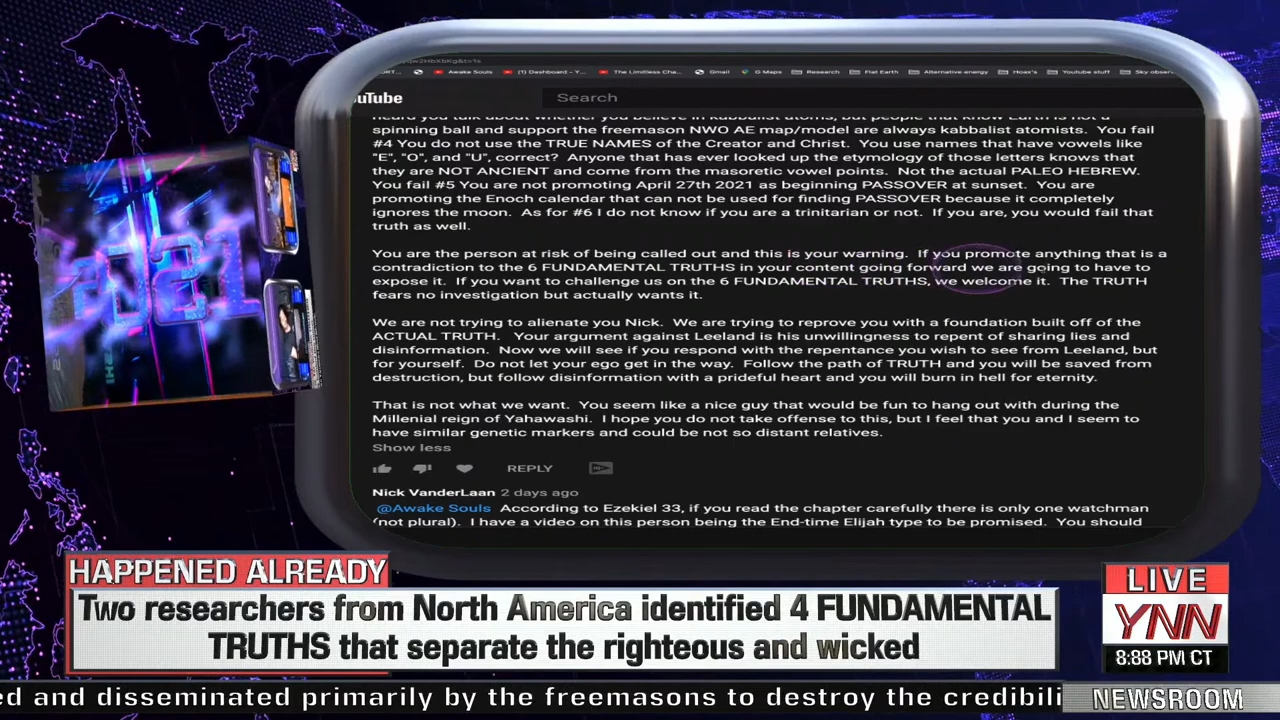 Awake Souls
(1) Dashboard - Y...
The Limitless Cha...
Gmail
G Maps
Research
Flat Earth
Alternative energy
Hoax's
Youtube stuff
Sky obser
uTube
Search
heard you talk about whether you believe in kabbalist atoms, but people that know Earth is not a
spinning ball and support the freemason NWO AE map/model are always kabbalist atomists. You fail
#4 You do not use the TRUE NAMES of the Creator and Christ. You use names that have vowels like
"E", "O", and "U", correct? Anyone that has ever looked up the etymology of those letters knows that
they are NOT ANCIENT and come from the masoretic vowel points. Not the actual PALEO HEBREW.
You fail #5 You are not promoting April 27th 2021 as beginning PASSOVER at sunset. You are
promoting the Enoch calendar that can not be used for finding PASSOVER because it completely
ignores the moon. As for #6 I do not know if you are a trinitarian or not. If you are, you would fail that
truth as well.
You are the person at risk of being called out and this is your warning. If you promote anything that is a
contradiction to the 6 FUNDAMENTAL TRUTHS in your content going forward we are going to have to
expose it. If you want to challenge us on the 6 FUNDAMENTAL TRUTHS, we welcome it. The TRUTH
fears no investigation but actually wants it.
We are not trying to alienate you Nick. We are trying to reprove you with a foundation built off of the
ACTUAL TRUTH. Your argument against Leeland is his unwillingness to repent of sharing lies and
disinformation. Now we will see if you respond with the repentance you wish to see from Leeland, but
for yourself. Do not let your ego get in the way. Follow the path of TRUTH and you will be saved from
destruction, but follow disinformation with a prideful heart and you will burn in hell for eternity.
That is not what we want. You seem like a nice guy that would be fun to hang out with during the
Millenial reign of Yahawashi. I hope you do not take offense to this, but I feel that you and I seem to
have similar genetic markers and could be not so distant relatives.
Show less
REPLY
Nick VanderLaan 2 days ago
@Awake Souls According to Ezekiel 33, if you read the chapter carefully there is only one watchman
(not plural). I have a video on this person being the End-time Elijah type to be promised. You should
HAPPENED ALREADY
Two researchers from North America identified 4 FUNDAMENTAL
TRUTHS that separate the righteous and wicked
LIVE
YNN
8:88 PM CT
ed and disseminated primarily by the freemasons to destroy the credibili
NEWSROOM